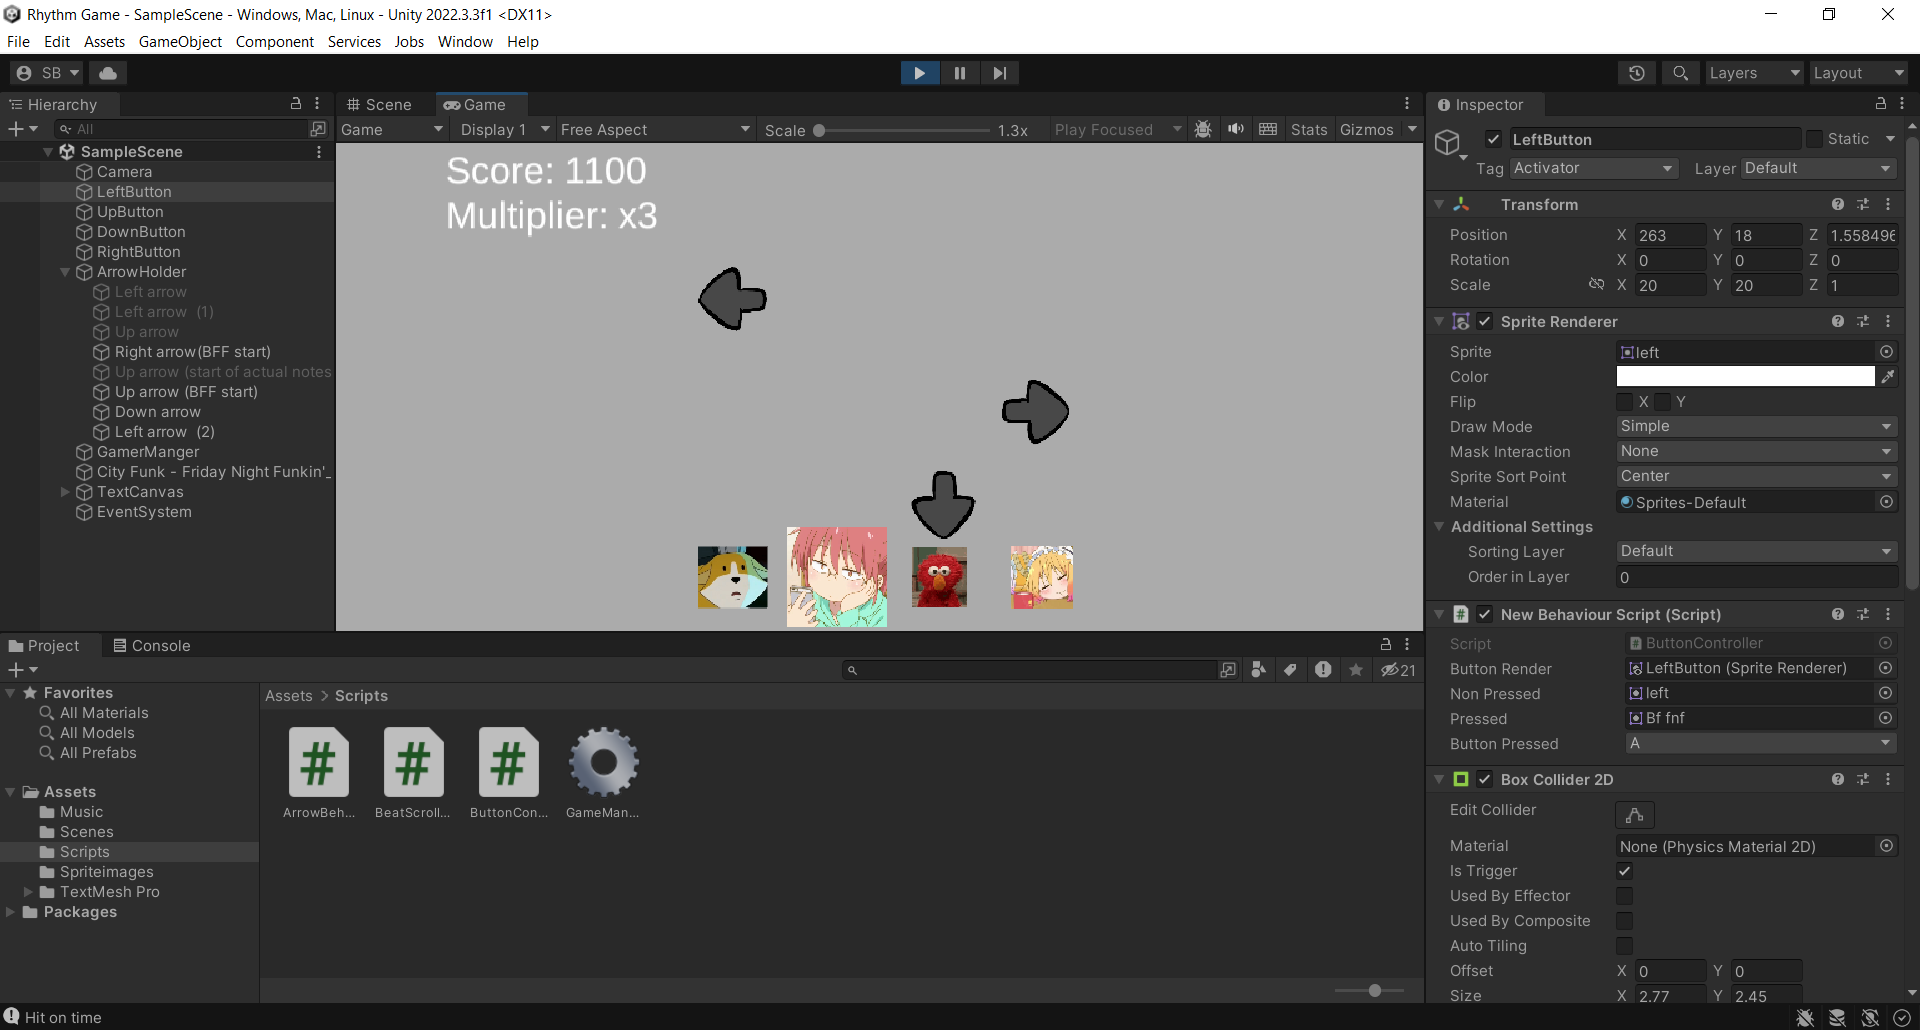 Rhythm Game - SampleScene - Windows, Mac, Linux - Unity 2022.3.3f1 <DX11>
File Edit Assets GameObject Component Services Jobs Window Help
SB
Layers
Layout
Hierarchy
All
SampleScene
Camera
LeftButton
UpButton
DownButton
RightButton
ArrowHolder
Left arrow
Left arrow (1)
Up arrow
Right arrow(BFF start)
Up arrow (start of actual notes
Up arrow (BFF start)
Down arrow
Left arrow (2)
GamerManger
City Funk - Friday Night Funkin'_
TextCanvas
EventSystem
Scene
Game
Game
Display 1
Free Aspect
Scale
1.3x
Play Focused
Stats
Gizmos
Score: 1100
Multiplier: x3
Project
Console
21
Favorites
All Materials
All Models
All Prefabs
Assets
Music
Scenes
Scripts
Spriteimages
TextMesh Pro
Packages
Assets > Scripts
ArrowBeh...
BeatScroll...
ButtonCon...
GameMan...
Inspector
LeftButton
Static
Tag Activator
Layer Default
Transform
Position X 263 Y 18 Z 1.558496
Rotation X 0 Y 0 Z 0
Scale X 20 Y 20 Z 1
Sprite Renderer
Sprite left
Color
Flip X Y
Draw Mode Simple
Mask Interaction None
Sprite Sort Point Center
Material Sprites-Default
Additional Settings
Sorting Layer Default
Order in Layer 0
New Behaviour Script (Script)
Script ButtonController
Button Render LeftButton (Sprite Renderer)
Non Pressed left
Pressed Bf fnf
Button Pressed A
Box Collider 2D
Edit Collider
Material None (Physics Material 2D)
Is Trigger
Used By Effector
Used By Composite
Auto Tiling
Offset X 0 Y 0
Size X 2.77 Y 2.45
Hit on time